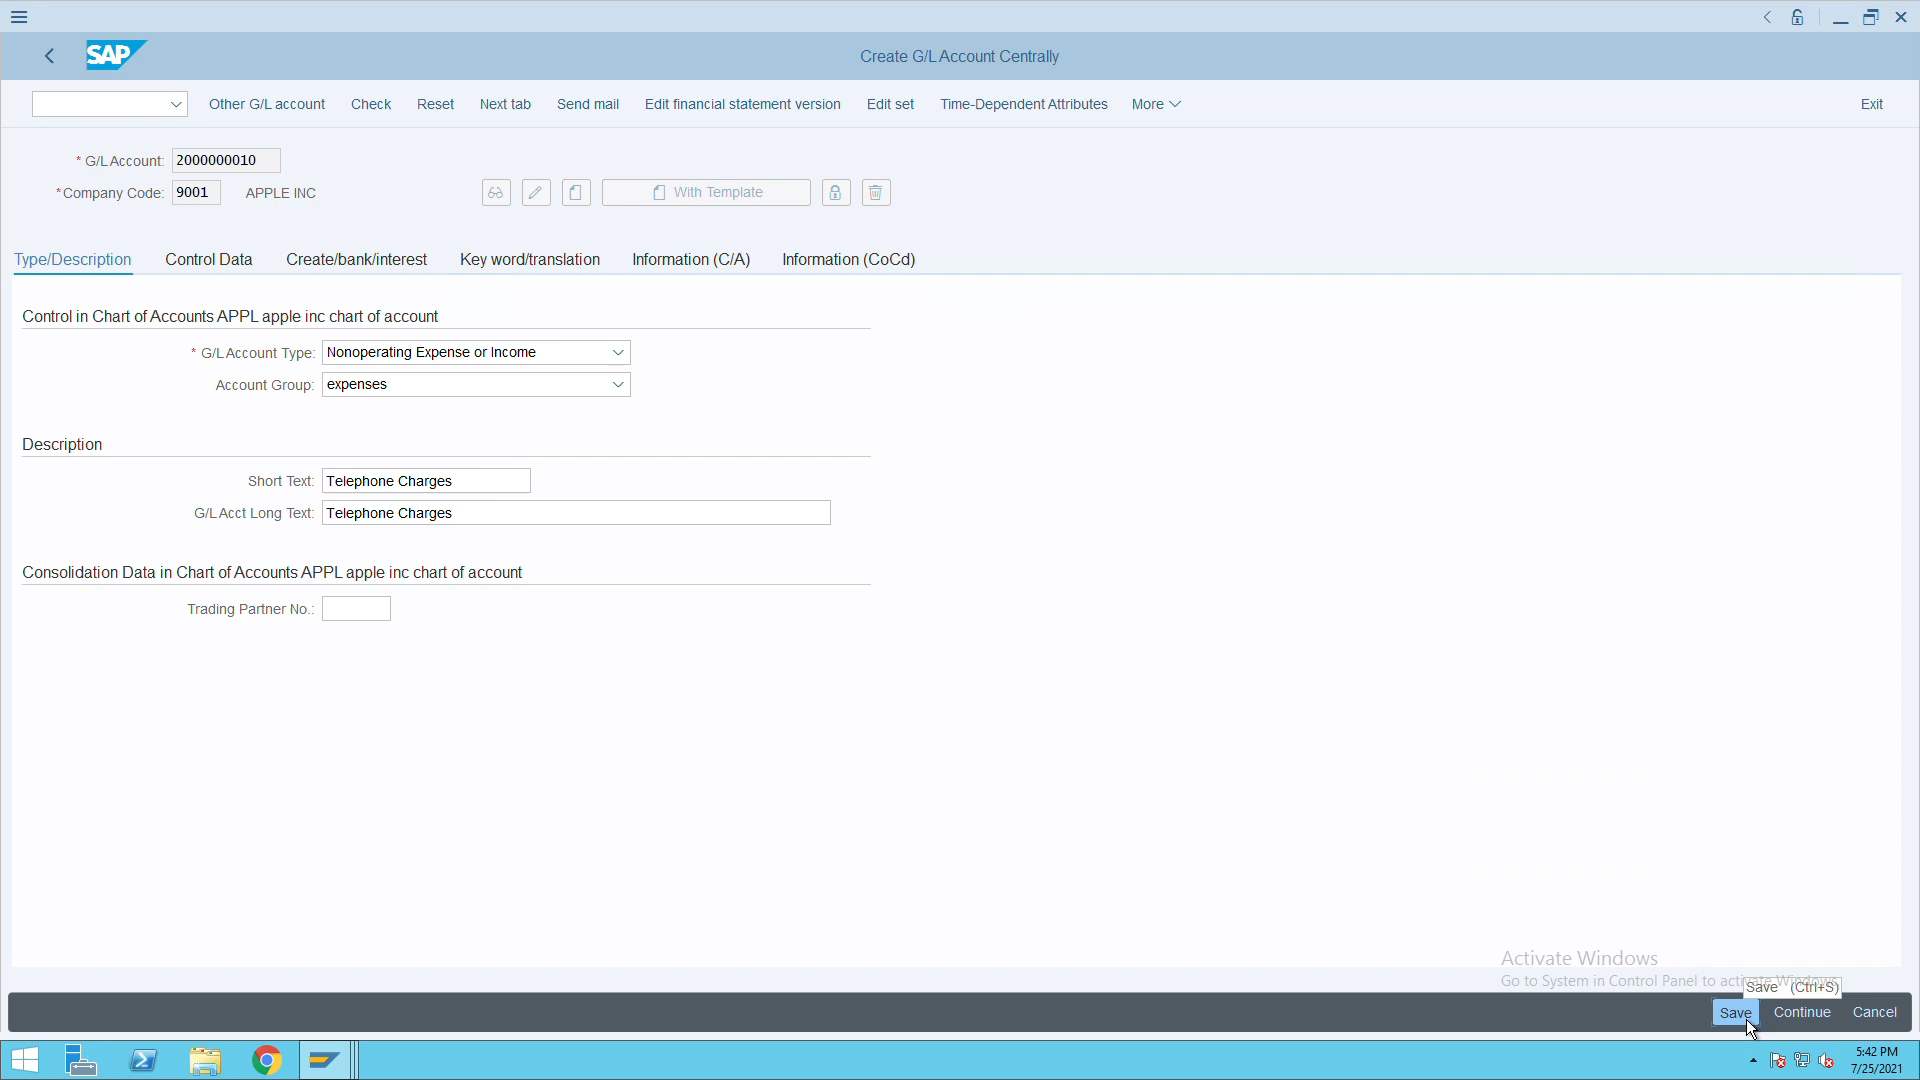 SAP
Create G/L Account Centrally
Other G/L account Check Reset Next tab Send mail Edit financial statement version Edit set Time-Dependent Attributes More Exit
* G/L Account: 2000000010
* Company Code: 9001 APPLE INC With Template
Type/Description Control Data Create/bank/interest Key word/translation Information (C/A) Information (CoCd)
Control in Chart of Accounts APPL apple inc chart of account
* G/L Account Type: Nonoperating Expense or Income
Account Group: expenses
Description
Short Text: Telephone Charges
G/L Acct Long Text: Telephone Charges
Consolidation Data in Chart of Accounts APPL apple inc chart of account
Trading Partner No.:
Activate Windows
Go to System in Control Panel to activate Windows.
Save (Ctrl+S)
Save Continue Cancel
5:42 PM
7/25/2021